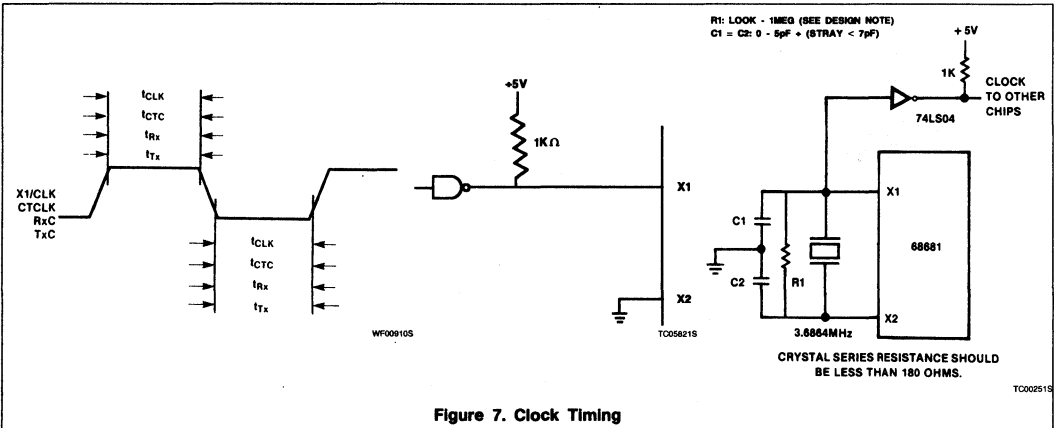 tCLK
tCTC
tRx
tTx
X1/CLK
CTCLK
RxC
TxC
tCLK
tCTC
tRx
tTx
WF00910S
+5V
1KΩ
X1
X2
TC05821S
R1: LOOK - 1MEG (SEE DESIGN NOTE)
C1 = C2: 0 - 5pF + (STRAY < 7pF)
+ 5V
1K
CLOCK
TO OTHER
CHIPS
74LS04
X1
C1
68681
C2
R1
X2
3.6864MHz
CRYSTAL SERIES RESISTANCE SHOULD
BE LESS THAN 180 OHMS.
TC00251S
Figure 7. Clock Timing